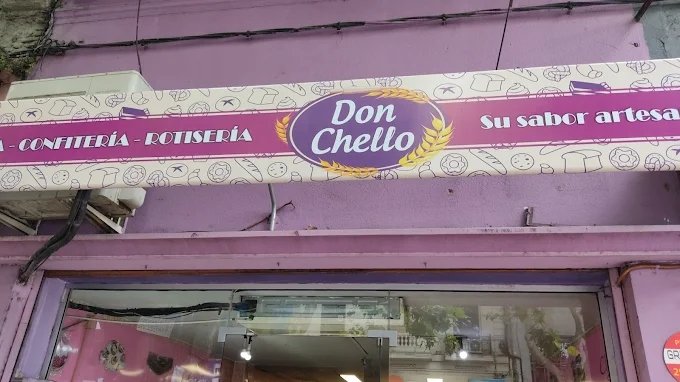 A - CONFITERÍA - ROTISERÍA
Don
Chello
Su sabor artesa